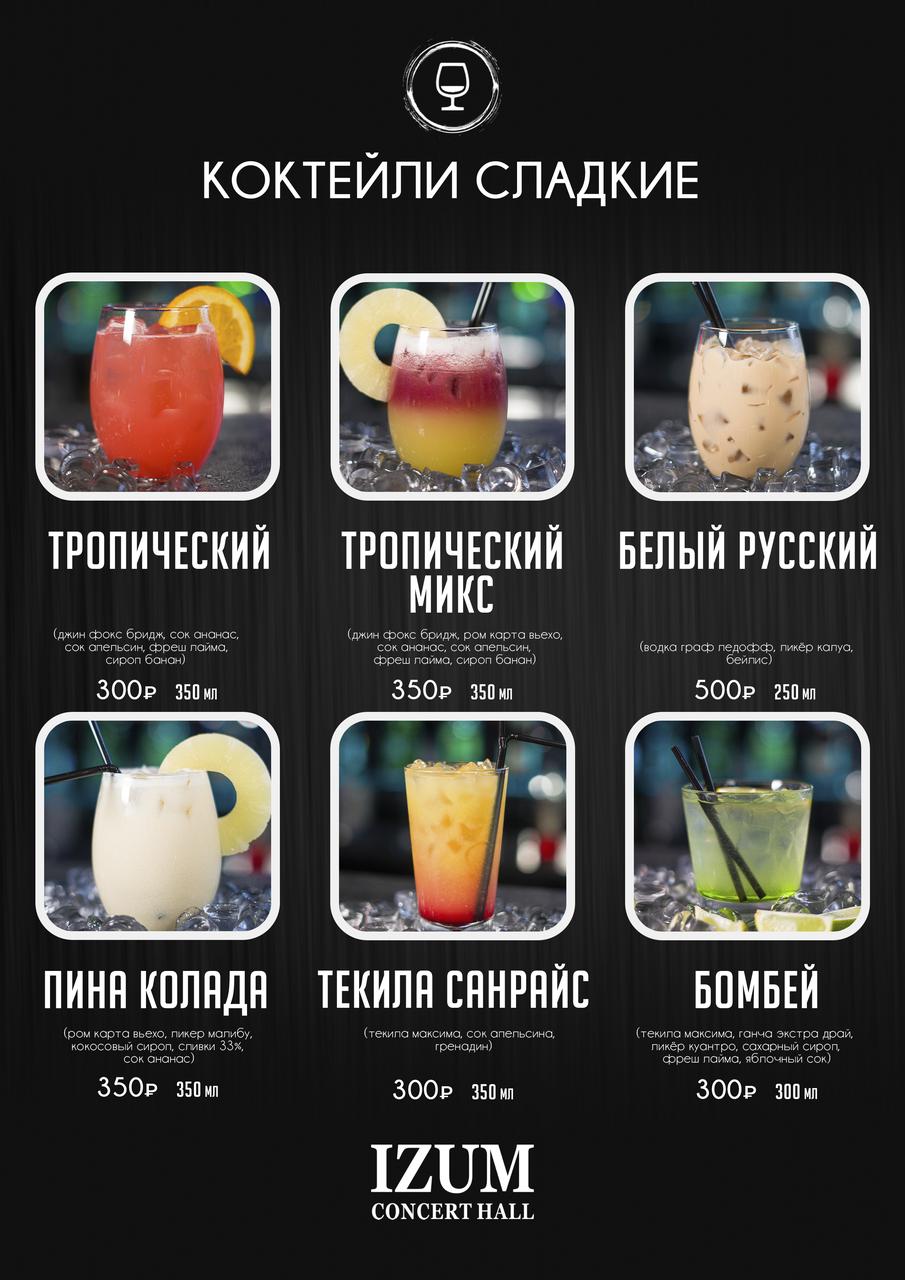 КОКТЕЙЛИ СЛАДКИЕ
ТРОПИЧЕСКИЙ
(джин фокс бридж, сок ананас,
сок апельсин, фреш лайма,
сироп банан)
300₽ 350 мл
ТРОПИЧЕСКИЙ
МИКС
(джин фокс бридж, ром карта вьехо,
сок ананас, сок апельсин,
фреш лайма, сироп банан)
350₽ 350 мл
БЕЛЫЙ РУССКИЙ
(водка граф ледофф, ликёр калуа,
бейлис)
500₽ 250 мл
ПИНА КОЛАДА
(ром карта вьехо, ликер малибу,
кокосовый сироп, сливки 33%,
сок ананас)
350₽ 350 мл
ТЕКИЛА САНРАЙС
(текила максима, сок апельсина,
гренадин)
300₽ 350 мл
БОМБЕЙ
(текила максима, ганча экстра драй,
ликёр куантро, сахарный сироп,
фреш лайма, яблочный сок)
300₽ 300 мл
IZUM
CONCERT HALL